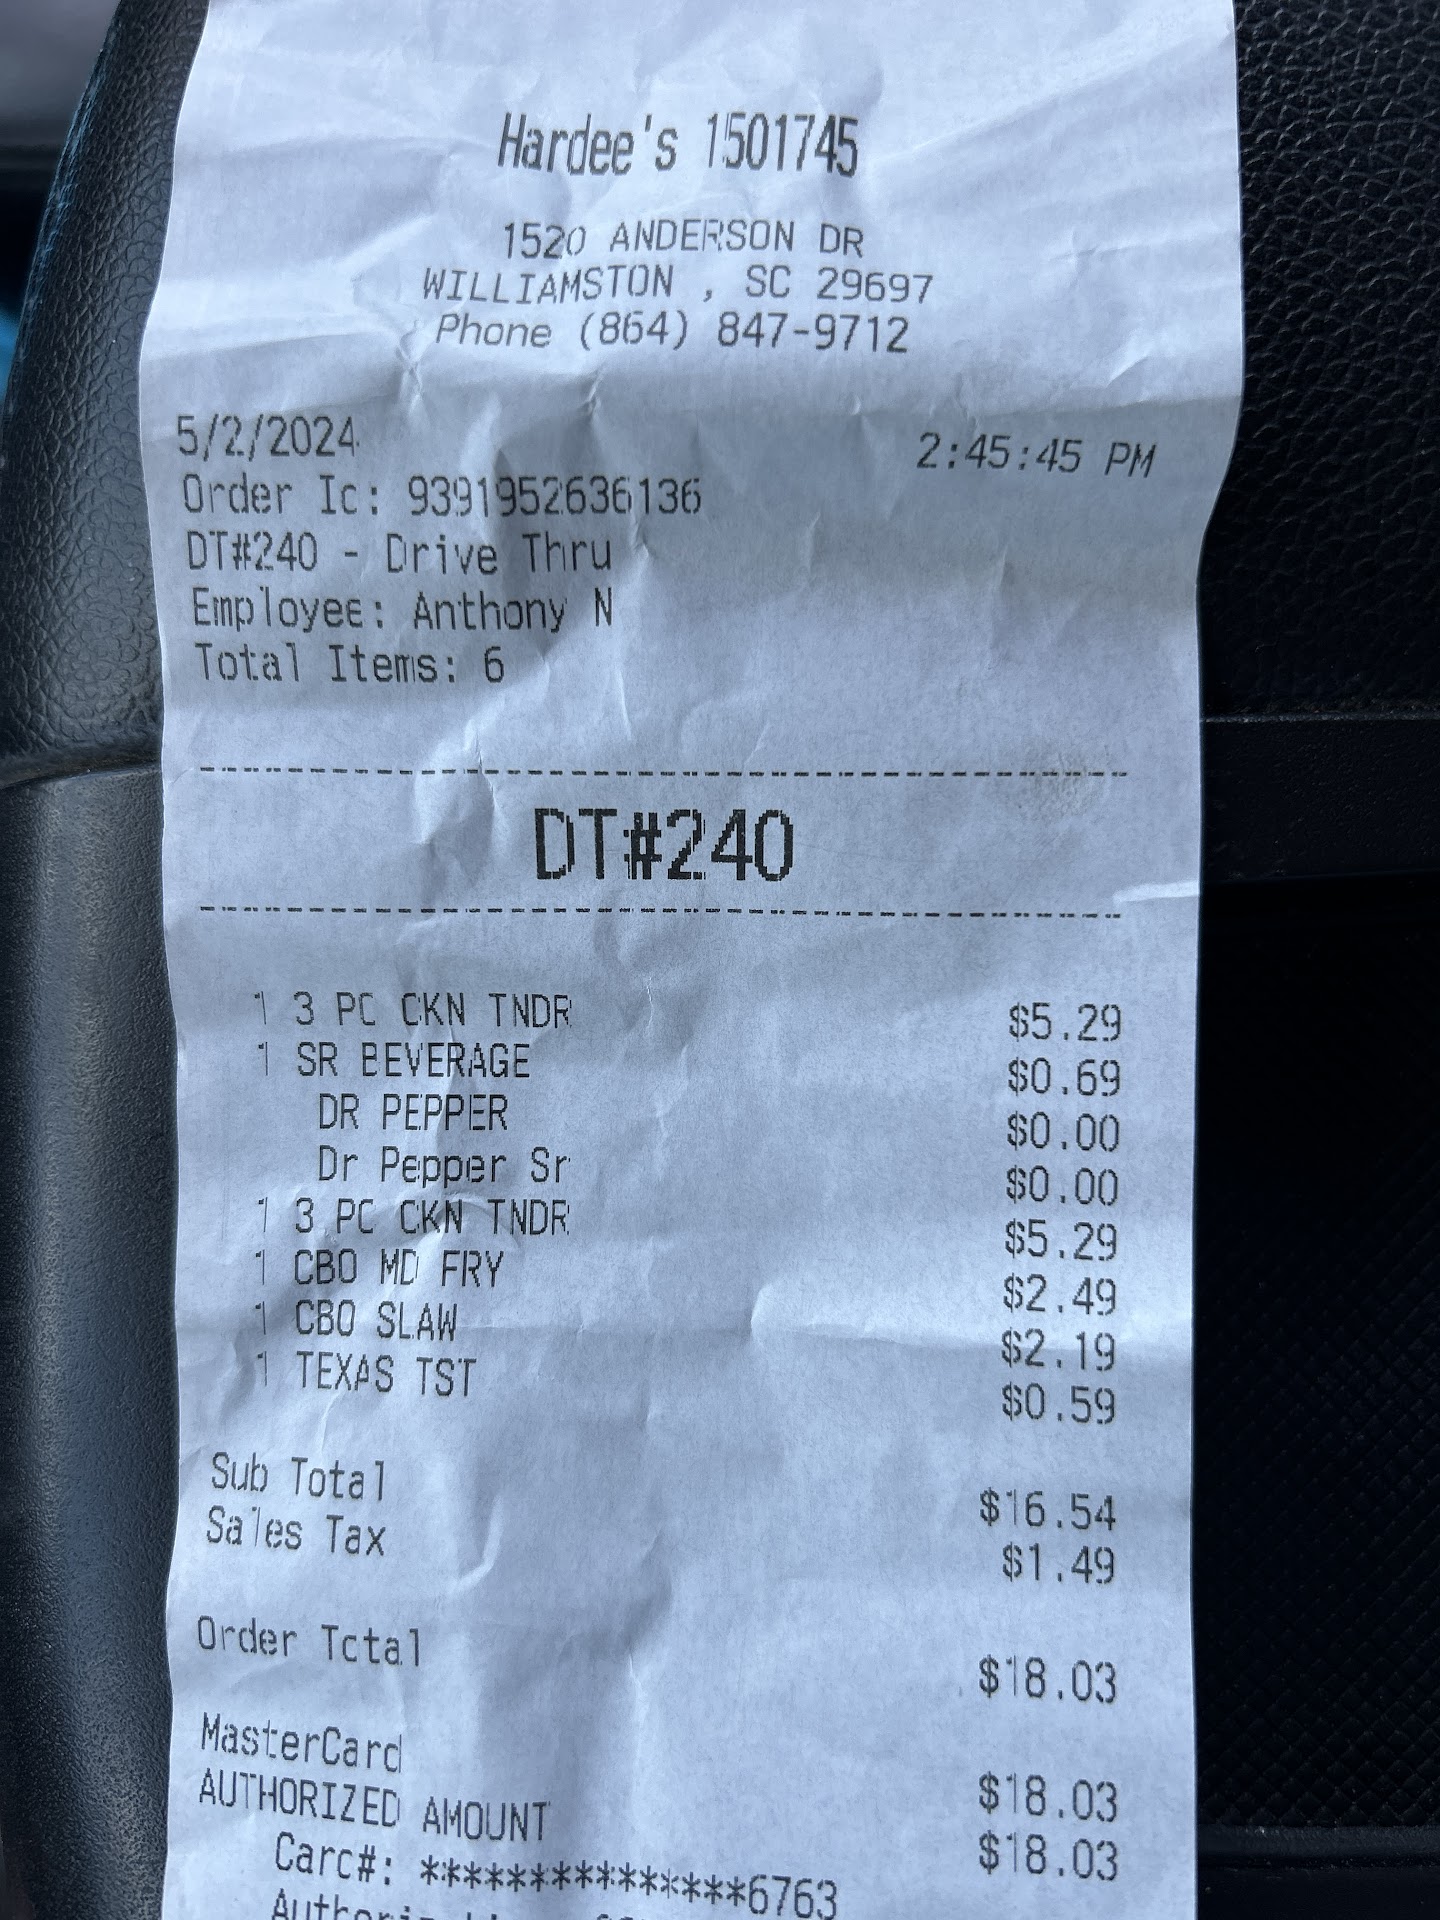 Hardee's 1501745
1520 ANDERSON DR
WILLIAMSTON , SC 29697
Phone (864) 847-9712
5/2/2024 2:45:45 PM
Order Ic: 9391952636136
DT#240 - Drive Thru
Employee: Anthony N
Total Items: 6
DT#240
1 3 PC CKN TNDR $5.29
1 SR BEVERAGE $0.69
DR PEPPER $0.00
Dr Pepper Sr $0.00
1 3 PC CKN TNDR $5.29
1 CBO MD FRY $2.49
1 CBO SLAW $2.19
1 TEXAS TST $0.59
Sub Total $16.54
Sales Tax $1.49
Order Tctal $18.03
MasterCard $18.03
AUTHORIZED AMOUNT $18.03
Carc#: ***************6763